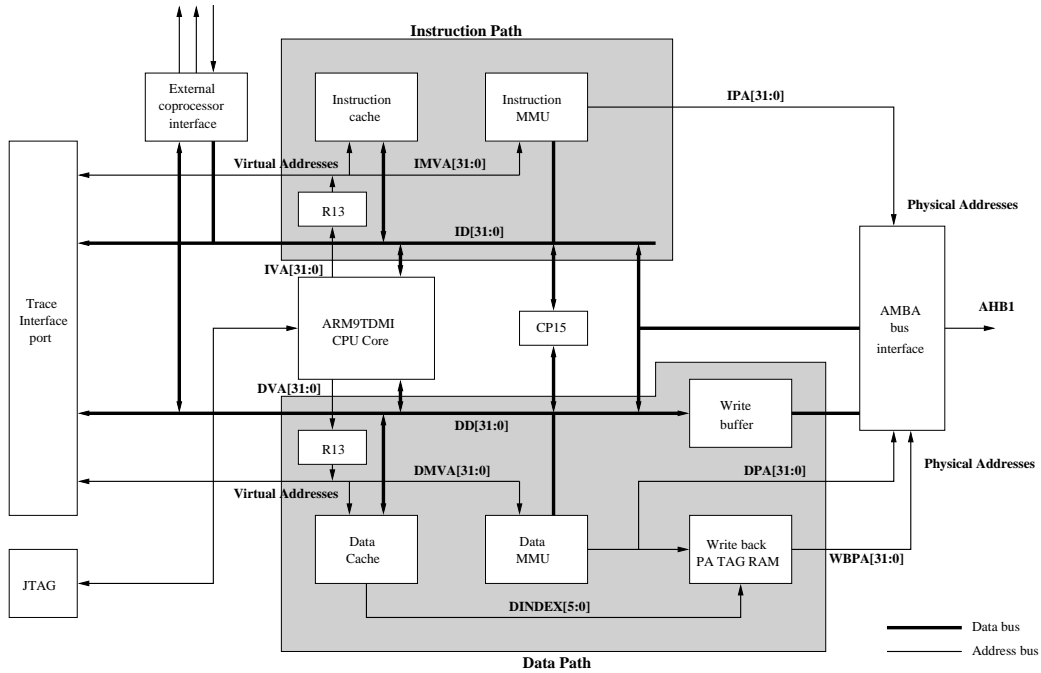 Instruction Path
External
coprocessor
interface
Instruction
cache
Instruction
MMU
IPA[31:0]
Virtual Addresses
IMVA[31:0]
R13
Physical Addresses
ID[31:0]
IVA[31:0]
Trace
Interface
port
ARM9TDMI
CPU Core
CP15
AMBA
bus
interface
AHB1
DVA[31:0]
Write
buffer
DD[31:0]
R13
DMVA[31:0]
DPA[31:0]
Physical Addresses
Virtual Addresses
Data
Cache
Data
MMU
Write back
PA TAG RAM
WBPA[31:0]
JTAG
DINDEX[5:0]
Data bus
Address bus
Data Path